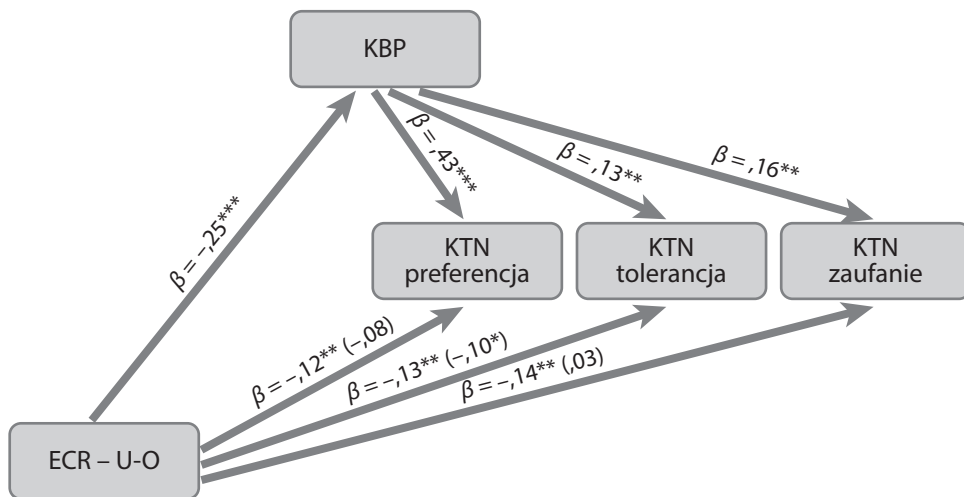 KBP
β = –,25***
β = ,43***
β = ,13**
β = ,16**
KTN
preferencja
KTN
tolerancja
KTN
zaufanie
β = –,12** (–,08)
β = –,13** (–,10*)
β = –,14** (,03)
ECR – U-O